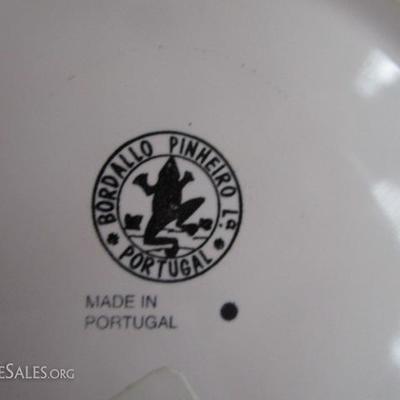 BORDALLO PINHEIRO Lª
PORTUGAL
MADE IN
PORTUGAL